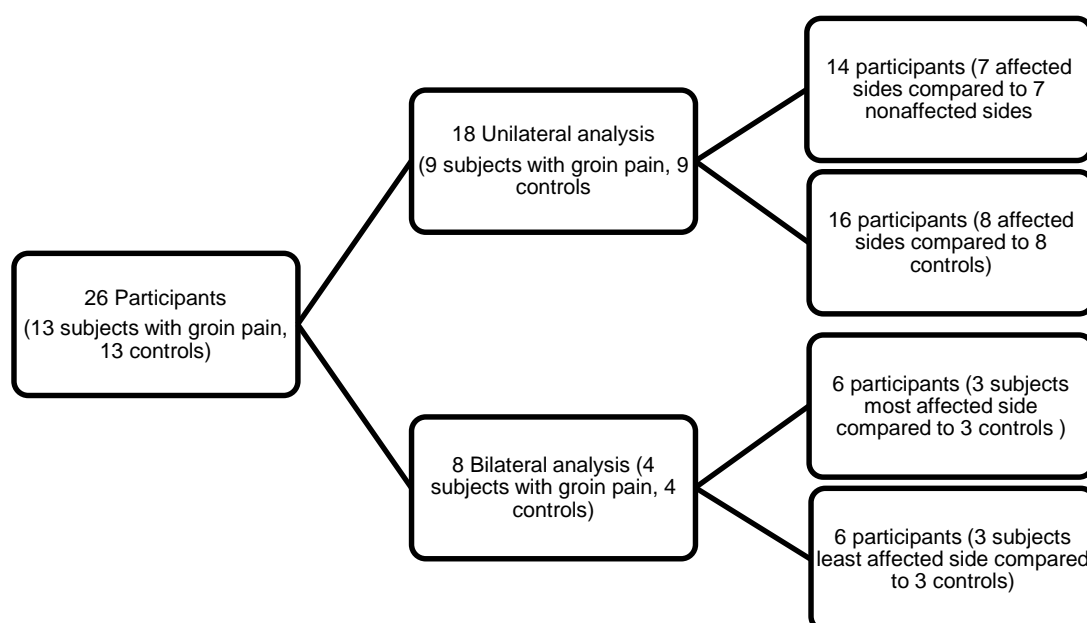 26 Participants
(13 subjects with groin pain,
13 controls)
18 Unilateral analysis
(9 subjects with groin pain, 9
controls
8 Bilateral analysis (4
subjects with groin pain, 4
controls)
14 participants (7 affected
sides compared to 7
nonaffected sides
16 participants (8 affected
sides compared to 8
controls)
6 participants (3 subjects
most affected side
compared to 3 controls )
6 participants (3 subjects
least affected side compared
to 3 controls)